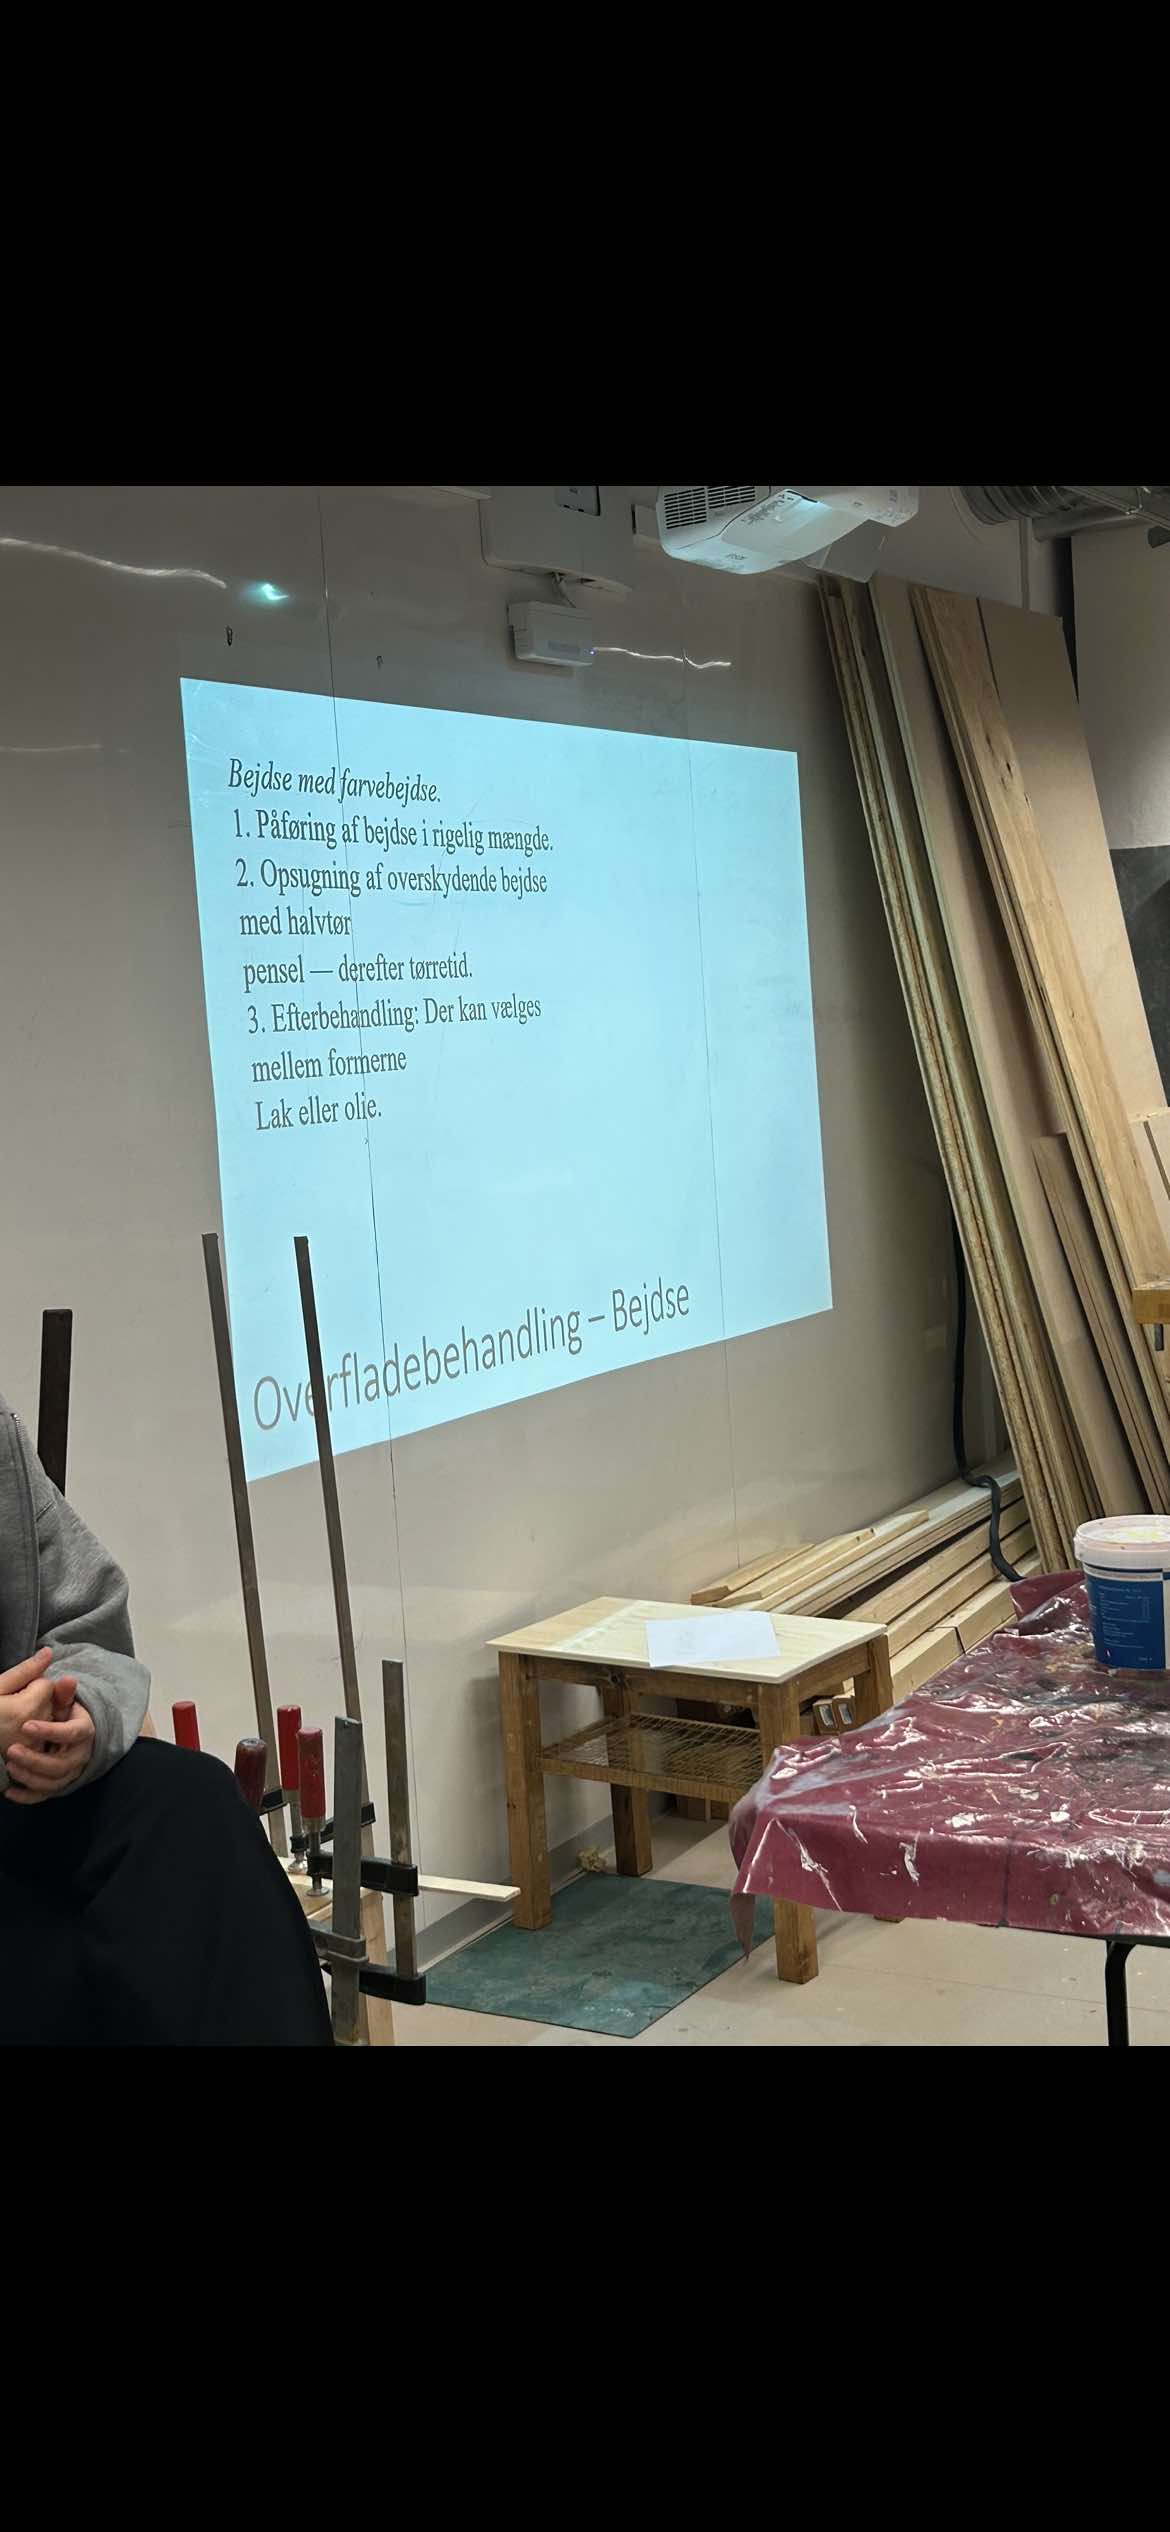 Bejdse med farvebejdse.
1. Påføring af bejdse i rigelig mængde.
2. Opsugning af overskydende bejdse
med halvtør
pensel — derefter tørretid.
3. Efterbehandling: Der kan vælges
mellem formerne
Lak eller olie.
Overfladebehandling – Bejdse
EPSON